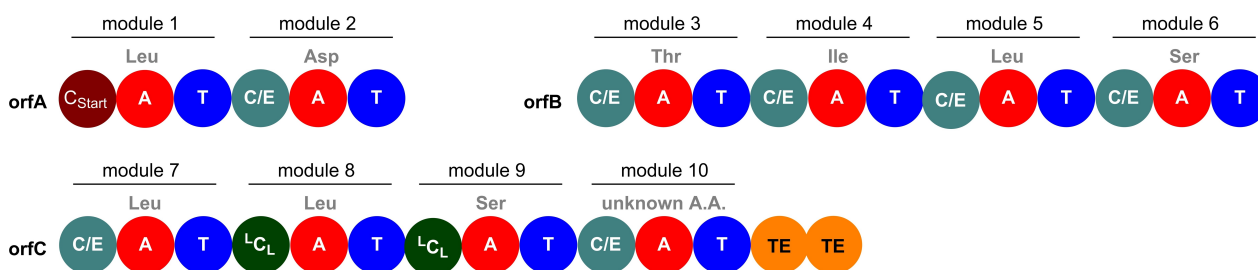 module 1 module 2 module 3 module 4 module 5 module 6
Leu Asp Thr Ile Leu Ser
orfA CStart A T C/E A T orfB C/E A T C/E A T C/E A T C/E A T
module 7 module 8 module 9 module 10
Leu Leu Ser unknown A.A.
orfC C/E A T LCL A T LCL A T C/E A T TE TE